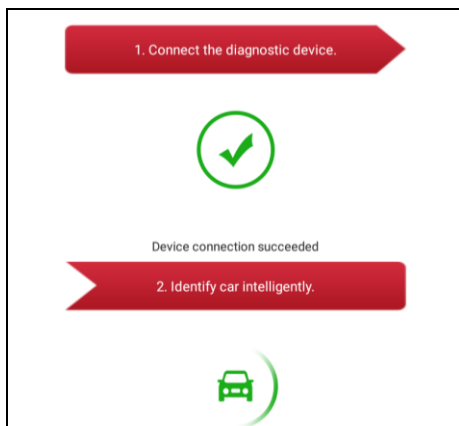 1. Connect the diagnostic device.
Device connection succeeded
2. Identify car intelligently.